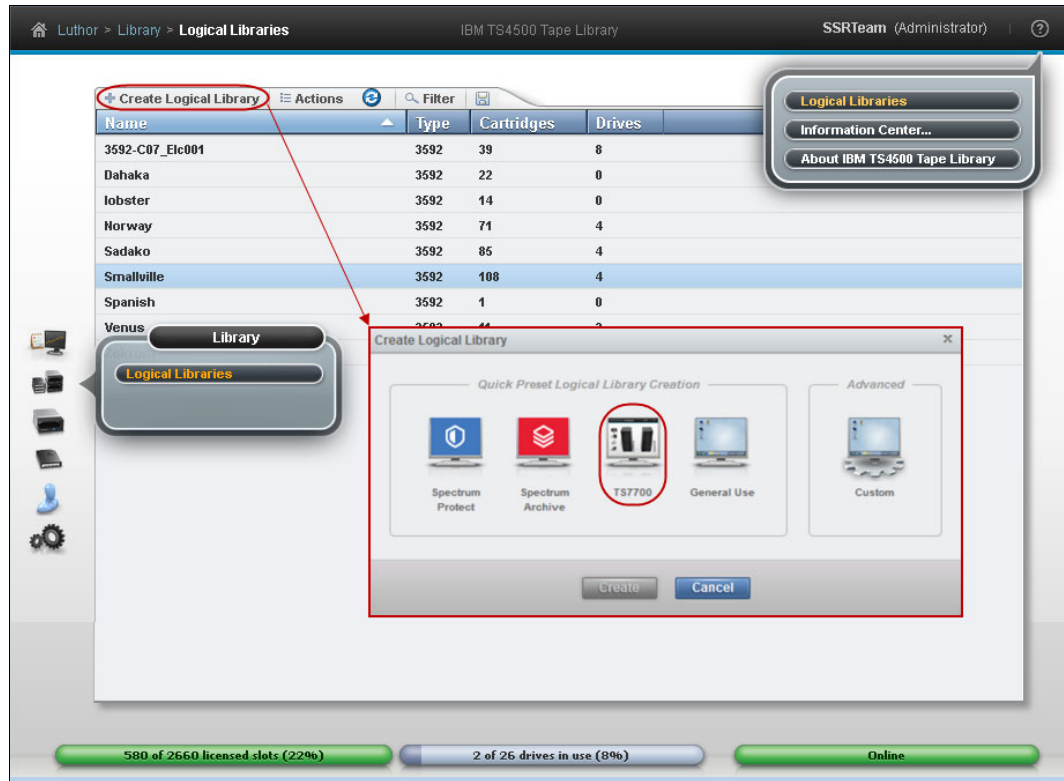 Luthor > Library > Logical Libraries
IBM TS4500 Tape Library
SSRTeam (Administrator)
?
Create Logical Library
Actions
Filter
Logical Libraries
Information Center...
About IBM TS4500 Tape Library
Name Type Cartridges Drives
3592-C07_Elc001 3592 39 8
Dahaka 3592 22 0
lobster 3592 14 0
Norway 3592 71 4
Sadako 3592 85 4
Smallville 3592 108 4
Spanish 3592 1 0
Venus
Library
Logical Libraries
Create Logical Library
x
Quick Preset Logical Library Creation
Advanced
Spectrum Protect
Spectrum Archive
TS7700
General Use
Custom
Create
Cancel
580 of 2660 licensed slots (22%)
2 of 26 drives in use (8%)
Online